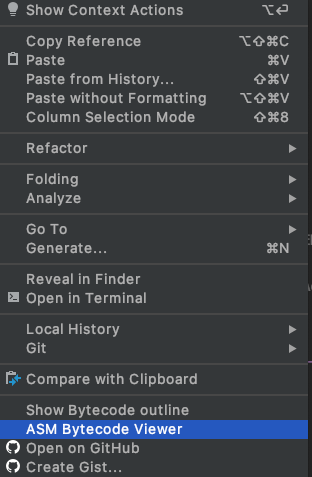 Show Context Actions ⌥⏎
Copy Reference ⌥⇧⌘C
Paste ⌘V
Paste from History... ⇧⌘V
Paste without Formatting ⌥⇧⌘V
Column Selection Mode ⇧⌘8
Refactor
Folding
Analyze
Go To
Generate... ⌘N
Reveal in Finder
Open in Terminal
Local History
Git
Compare with Clipboard
Show Bytecode outline
ASM Bytecode Viewer
Open on GitHub
Create Gist...